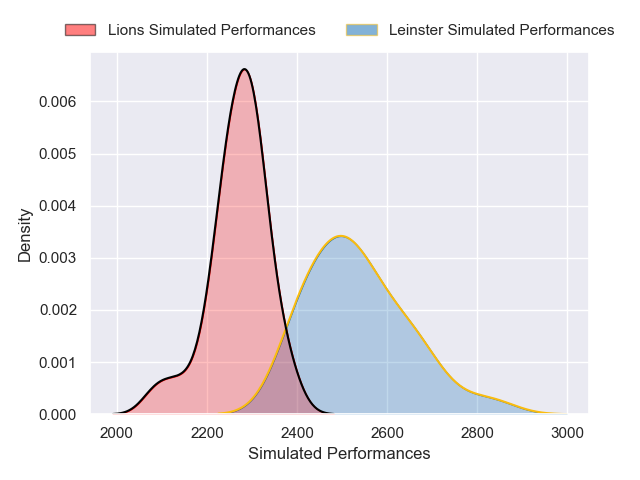 Lions Simulated Performances Leinster Simulated Performances
0.006
0.005
0.004
0.003
0.002
0.001
0.000
Density
2000 2200 2400 2600 2800 3000
Simulated Performances